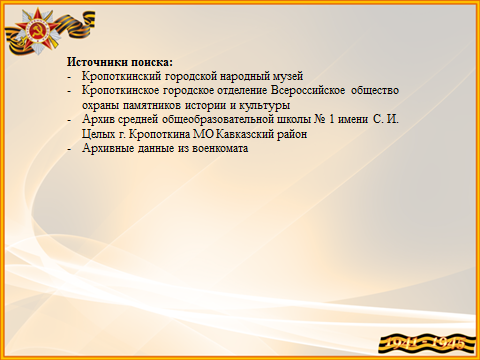 Источники поиска:
- Кропоткинский городской народный музей
- Кропоткинское городское отделение Всероссийское общество
охраны памятников истории и культуры
- Архив средней общеобразовательной школы № 1 имени С. И.
Целых г. Кропоткина МО Кавказский район
- Архивные данные из военкомата
1941 - 1945